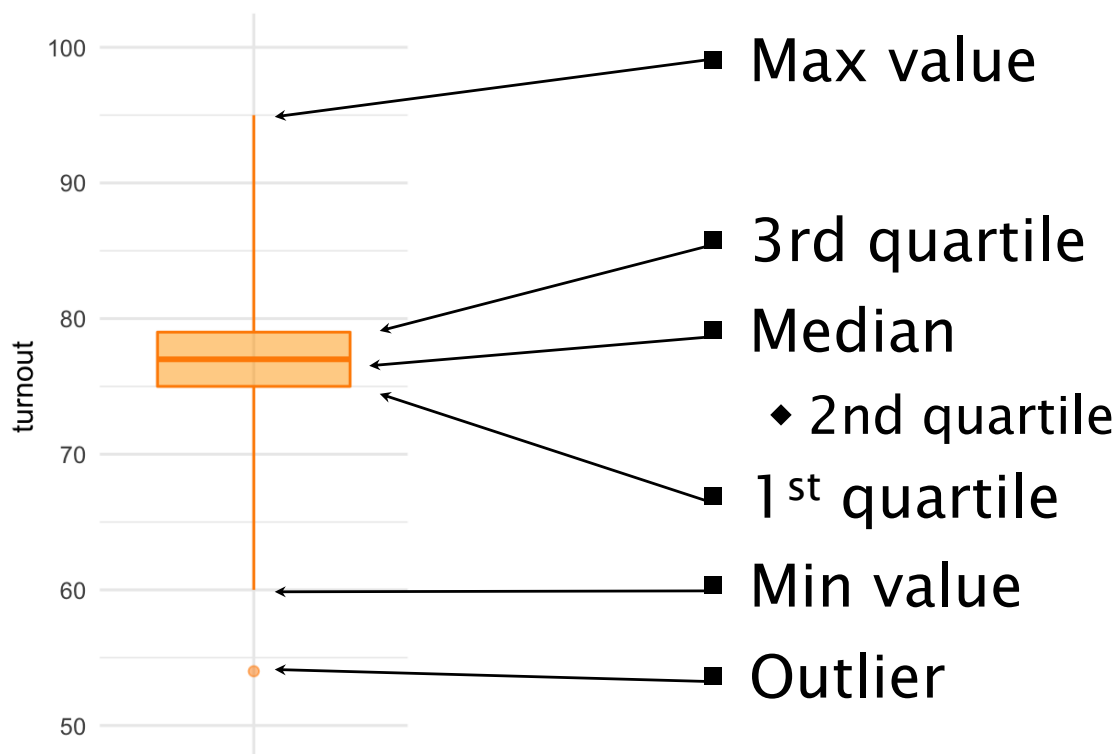 100
90
80
70
60
50
turnout
Max value
3rd quartile
Median
2nd quartile
1st quartile
Min value
Outlier